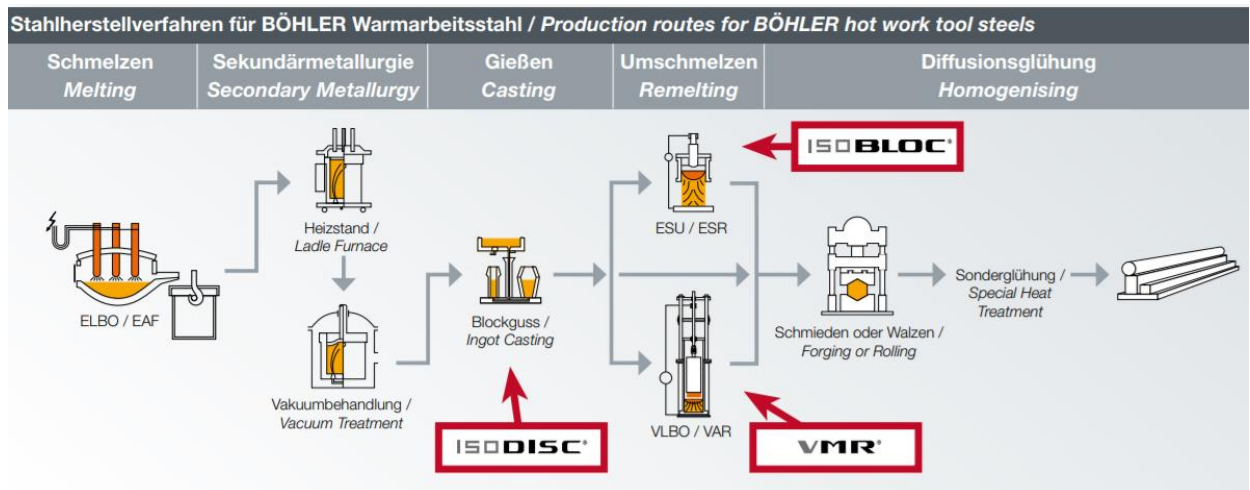 Stahlherstellverfahren für BÖHLER Warmarbeitsstahl / Production routes for BÖHLER hot work tool steels
Schmelzen
Melting
Sekundärmetallurgie
Secondary Metallurgy
Gießen
Casting
Umschmelzen
Remelting
Diffusionsglühung
Homogenising
ELBO / EAF
Heizstand /
Ladle Furnace
Vakuumbehandlung /
Vacuum Treatment
Blockguss /
Ingot Casting
ISODISC®
ISOBLOC®
ESU / ESR
VLBO / VAR
VMR®
Schmieden oder Walzen /
Forging or Rolling
Sonderglühung /
Special Heat
Treatment